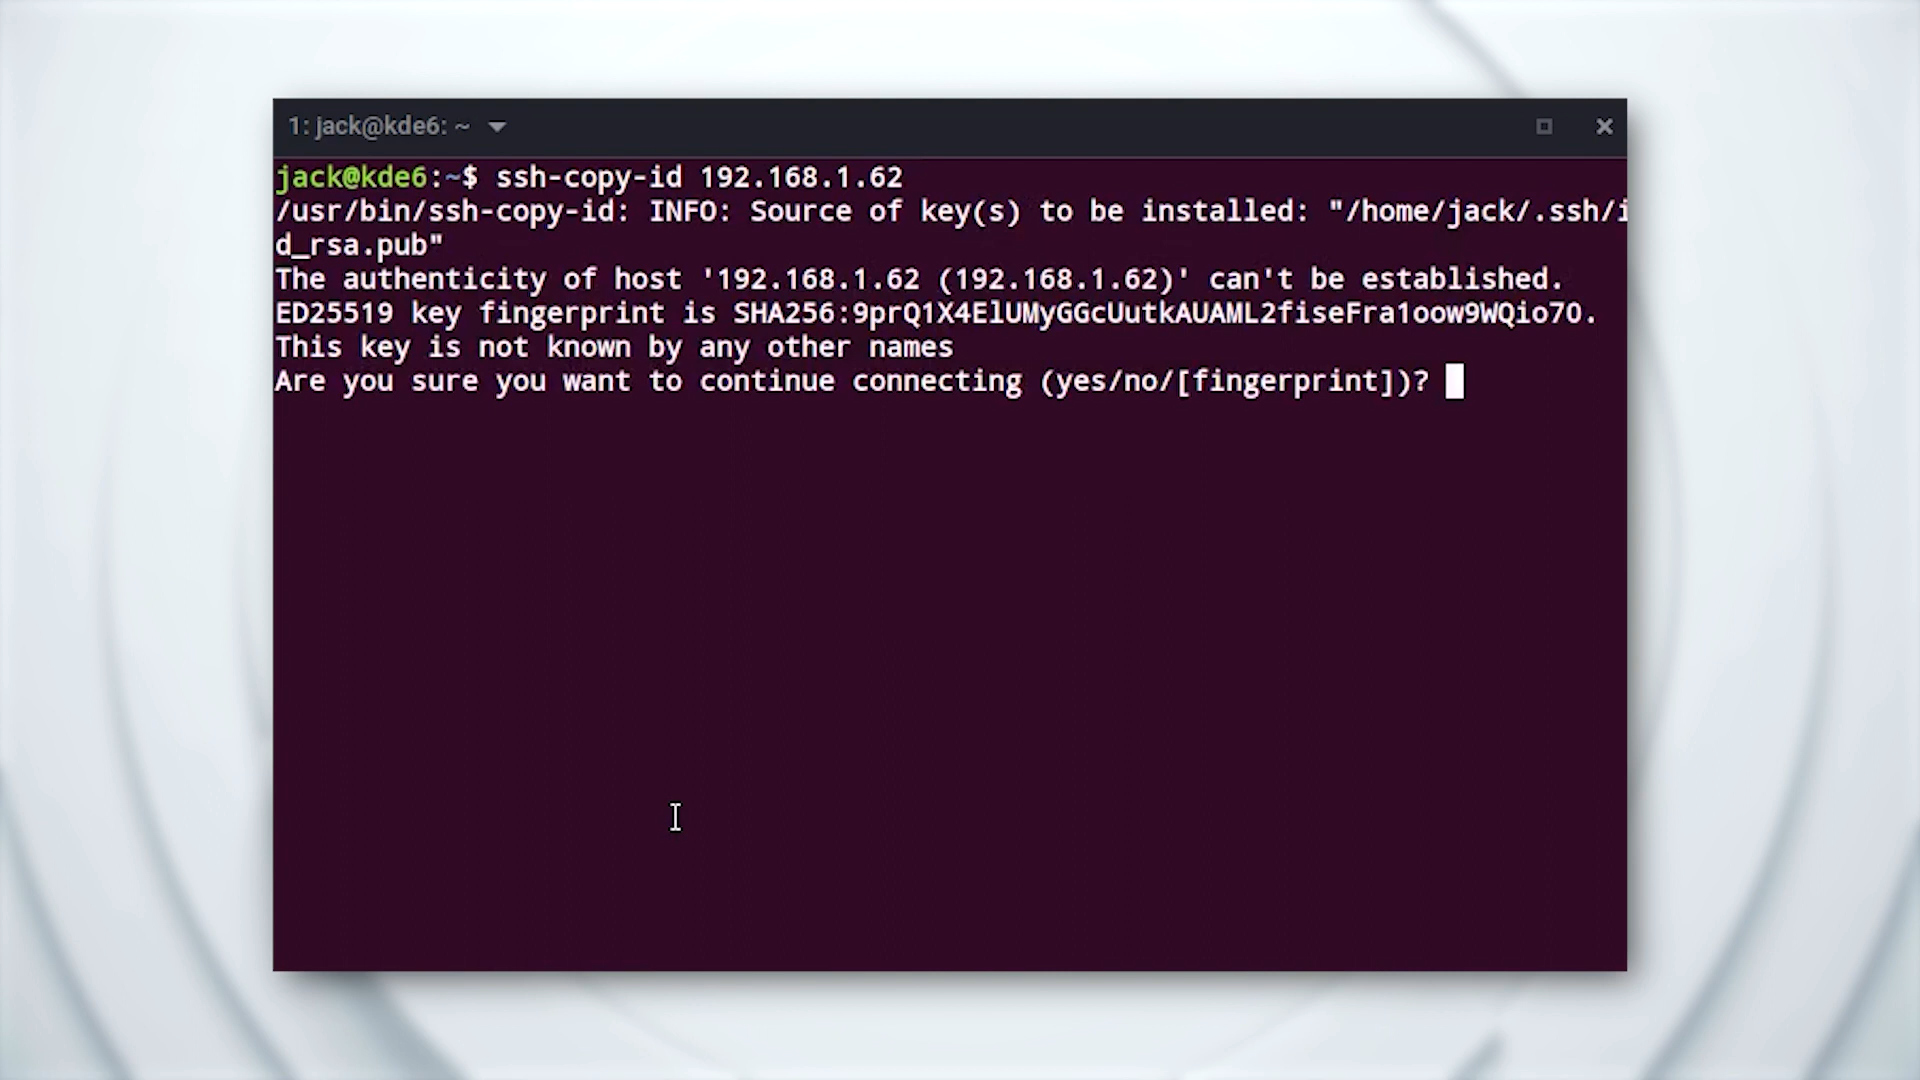 1: jack@kde6: ~
jack@kde6:~$ ssh-copy-id 192.168.1.62
/usr/bin/ssh-copy-id: INFO: Source of key(s) to be installed: "/home/jack/.ssh/i
d_rsa.pub"
The authenticity of host '192.168.1.62 (192.168.1.62)' can't be established.
ED25519 key fingerprint is SHA256:9prQ1X4ElUMyGGcUutkAUAML2fiseFra1oow9WQio70.
This key is not known by any other names
Are you sure you want to continue connecting (yes/no/[fingerprint])?